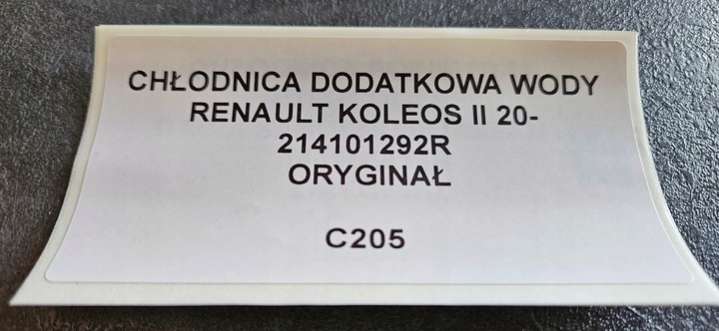 CHŁODNICA DODATKOWA WODY
RENAULT KOLEOS II 20-
214101292R
ORYGINAŁ
C205